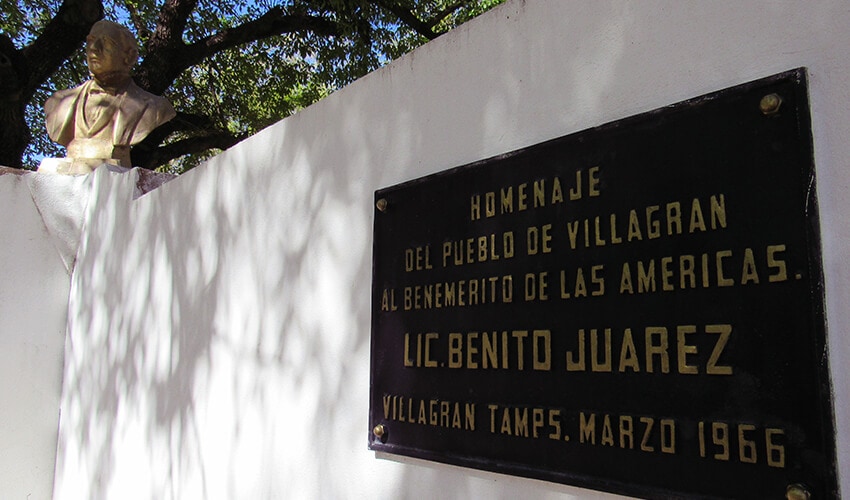 HOMENAJE
DEL PUEBLO DE VILLAGRAN
AL BENEMERITO DE LAS AMERICAS.
LIC. BENITO JUAREZ
VILLAGRAN TAMPS. MARZO 1966